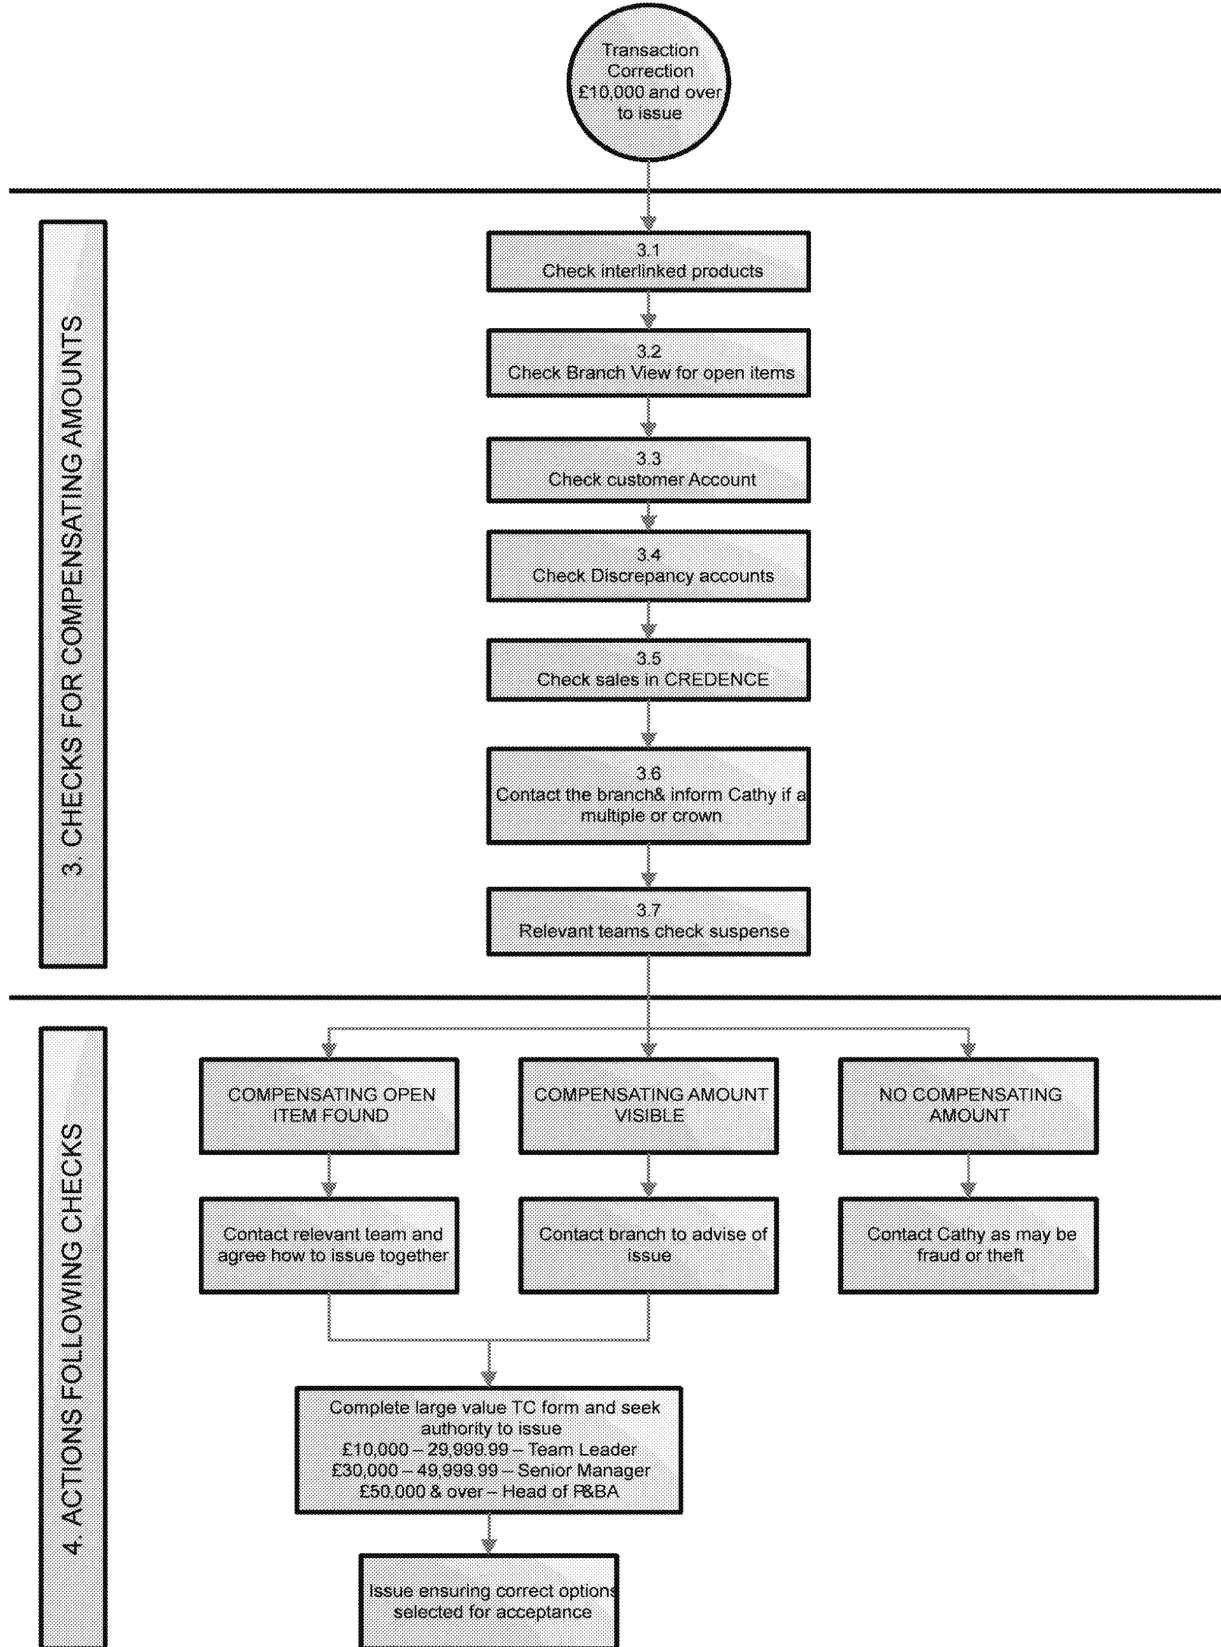 Transaction
Correction
£10,000 and over
to issue
3. CHECKS FOR COMPENSATING AMOUNTS
3.1
Check interlinked products
3.2
Check Branch View for open items
3.3
Check customer Account
3.4
Check Discrepancy accounts
3.5
Check sales in CREDENCE
3.6
Contact the branch& inform Cathy if a
multiple or crown
3.7
Relevant teams check suspense
4. ACTIONS FOLLOWING CHECKS
COMPENSATING OPEN
ITEM FOUND
COMPENSATING AMOUNT
VISIBLE
NO COMPENSATING
AMOUNT
Contact relevant team and
agree how to issue together
Contact branch to advise of
issue
Contact Cathy as may be
fraud or theft
Complete large value TC form and seek
authority to issue
£10,000 – 29,999.99 – Team Leader
£30,000 – 49,999.99 – Senior Manager
£50,000 & over – Head of P&BA
Issue ensuring correct options
selected for acceptance